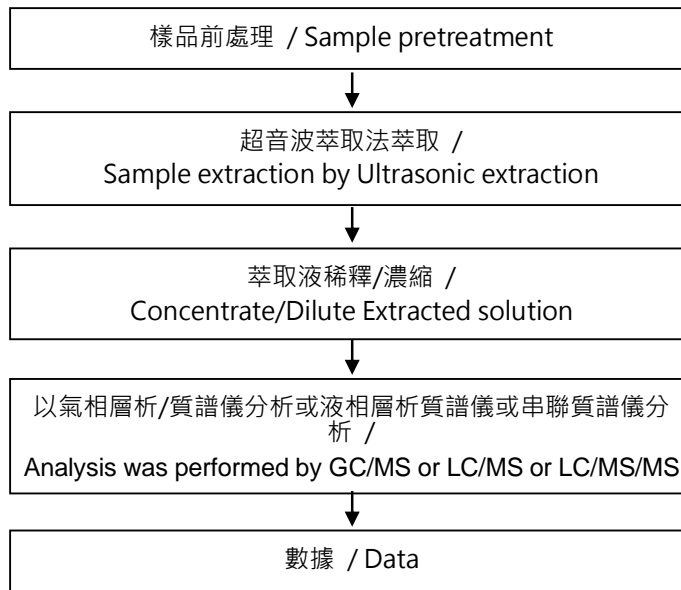 樣品前處理 / Sample pretreatment
超音波萃取法萃取 /
Sample extraction by Ultrasonic extraction
萃取液稀釋/濃縮 /
Concentrate/Dilute Extracted solution
以氣相層析/質譜儀分析或液相層析質譜儀或串聯質譜儀分
析 /
Analysis was performed by GC/MS or LC/MS or LC/MS/MS
數據 / Data